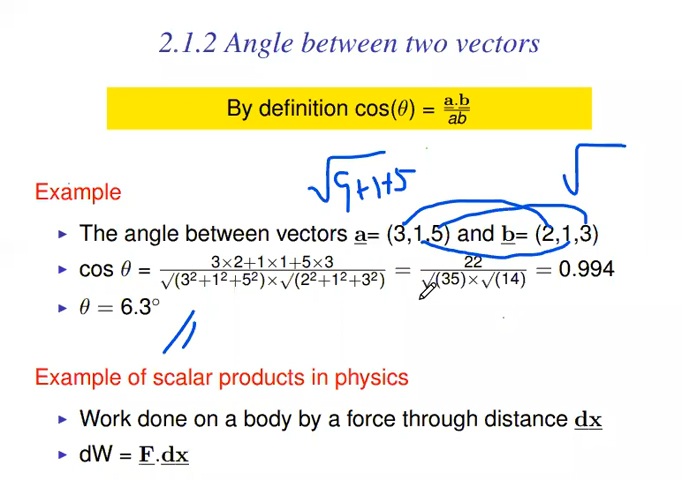 2.1.2 Angle between two vectors
By definition cos(θ) = a.b/ab
√9+1+5 √
Example
▸ The angle between vectors a= (3,1,5) and b= (2,1,3)
▸ cos θ = 3×2+1×1+5×3/√(3²+1²+5²)×√(2²+1²+3²) = 22/√(35)×√(14) = 0.994
▸ θ = 6.3°
Example of scalar products in physics
▸ Work done on a body by a force through distance dx
▸ dW = F.dx